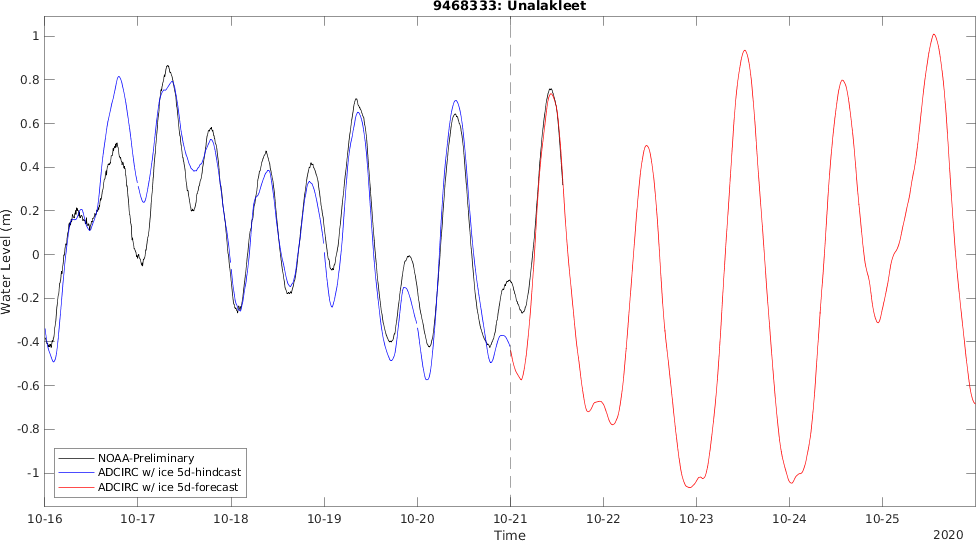 9468333: Unalakleet
1
0.8
0.6
0.4
0.2
0
-0.2
-0.4
-0.6
-0.8
-1
Water Level (m)
NOAA-Preliminary
ADCIRC w/ ice 5d-hindcast
ADCIRC w/ ice 5d-forecast
10-16 10-17 10-18 10-19 10-20 10-21 10-22 10-23 10-24 10-25
Time
2020